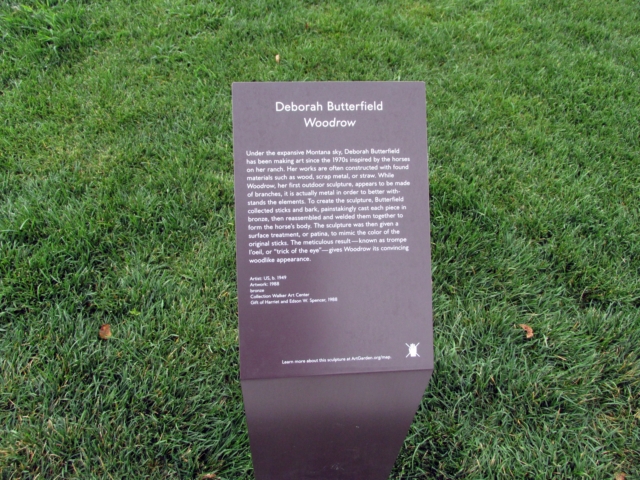 Deborah Butterfield
Woodrow
Under the expansive Montana sky, Deborah Butterfield
has been making art since the 1970s inspired by the horses
on her ranch. Her works are often constructed with found
materials such as wood, scrap metal, or straw. While
Woodrow, her first outdoor sculpture, appears to be made
of branches, it is actually metal in order to better with-
stands the elements. To create the sculpture, Butterfield
collected sticks and bark, painstakingly cast each piece in
bronze, then reassembled and welded them together to
form the horse's body. The sculpture was then given a
surface treatment, or patina, to mimic the color of the
original sticks. The meticulous result—known as trompe
l'oeil, or "trick of the eye"—gives Woodrow its convincing
woodlike appearance.
Artist: US, b. 1949
Artwork: 1988
bronze
Collection Walker Art Center
Gift of Harriet and Edson W. Spencer, 1988
Learn more about this sculpture at ArtGarden.org/map.